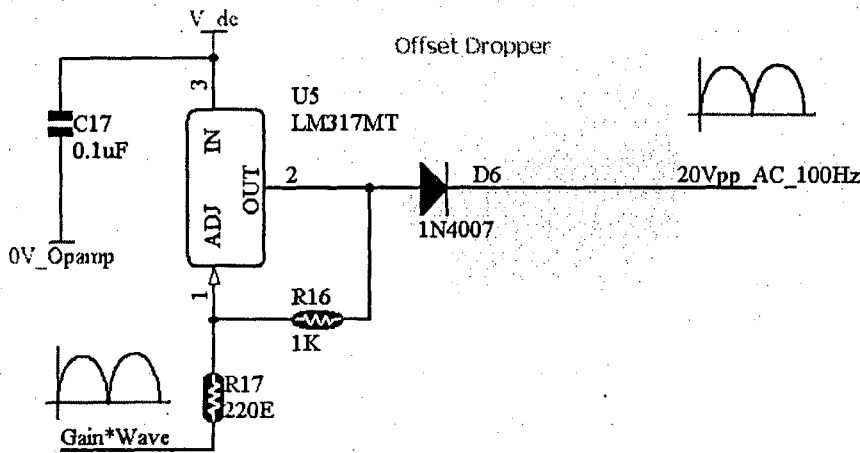 V_dc
Offset Dropper
3
U5
LM317MT
C17
0.1uF
IN
OUT
ADJ
2
D6
20Vpp_AC_100Hz
1N4007
0V_Opamp
1
R16
1K
R17
220E
Gain*Wave